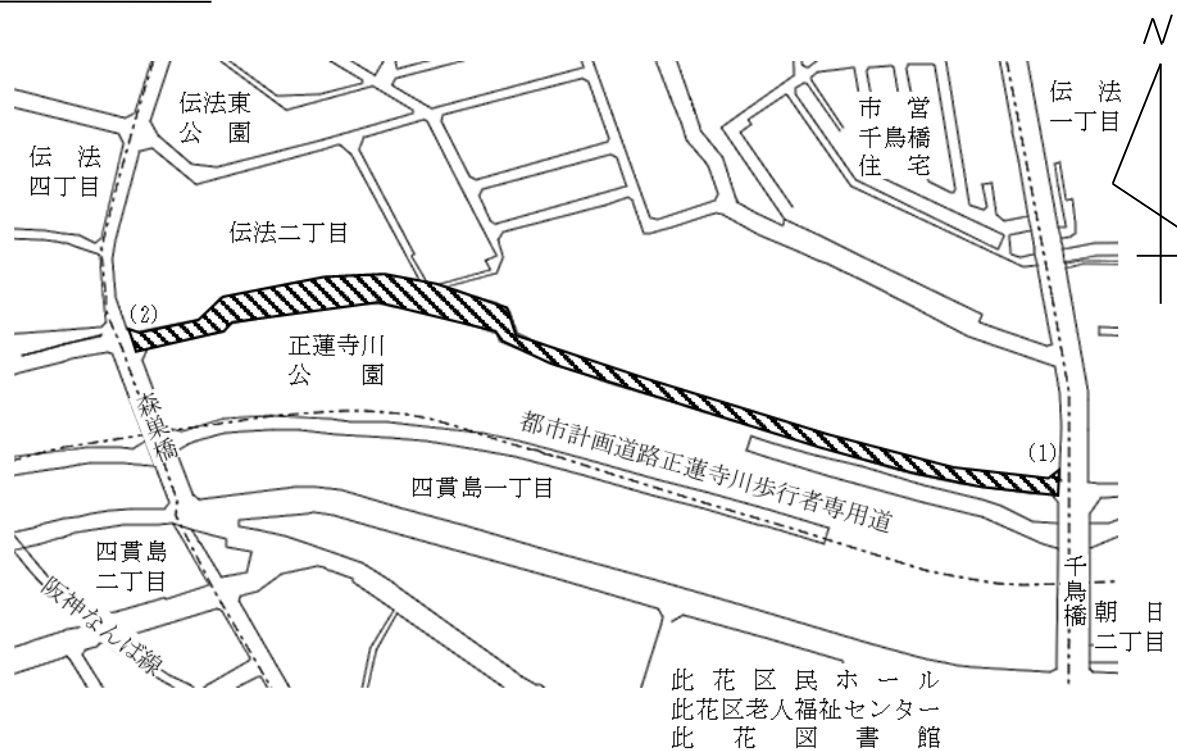 N
伝法東
公園
市営
千鳥橋
住宅
伝法
一丁目
伝法
四丁目
伝法二丁目
(2)
正蓮寺川
公園
森巣橋
都市計画道路正蓮寺川歩行者専用道
(1)
四貫島一丁目
四貫島
二丁目
阪神なんば線
千鳥橋
朝日
二丁目
此花区民ホール
此花区老人福祉センター
此花図書館